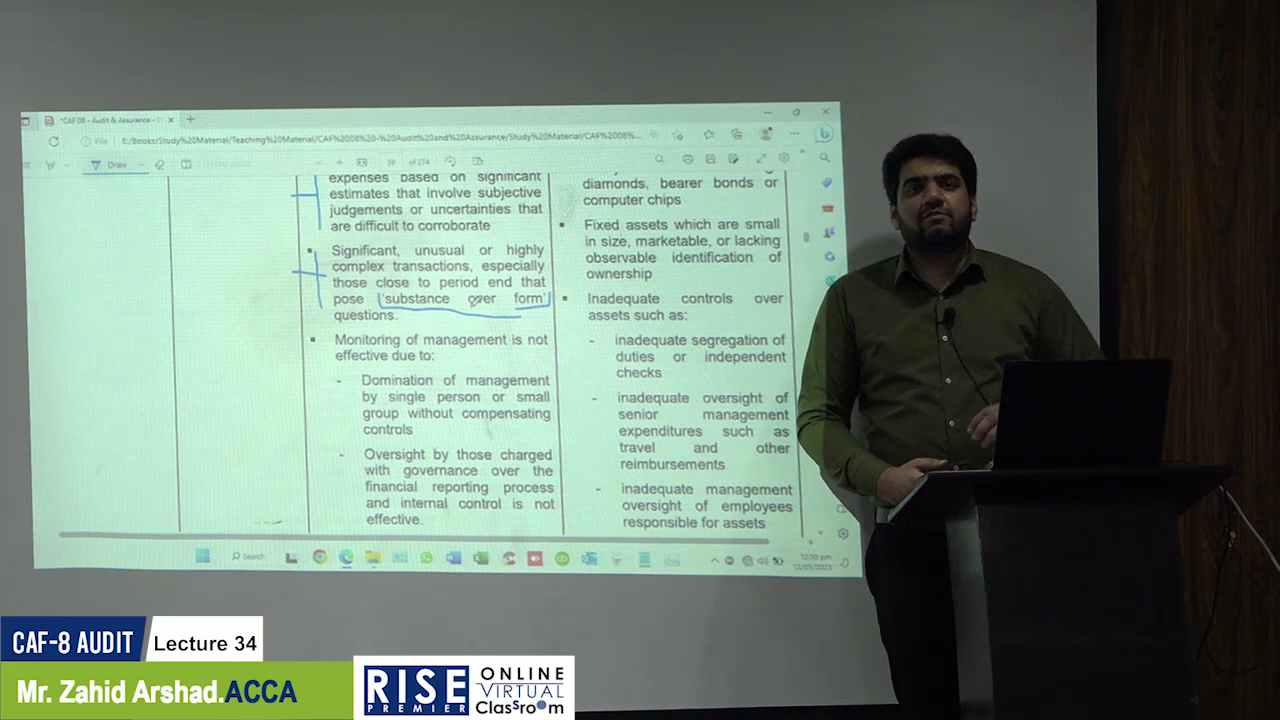 *CAF 08 - Audit & Assurance -
File
E:/Books/Study%20Material/Teaching%20Material/CAF%2008%20-%20Audit%20and%20Assurance/Study%20Material/CAF%2008%...
Draw
of 274
expenses based on significant
estimates that involve subjective
judgements or uncertainties that
are difficult to corroborate
Significant, unusual or highly
complex transactions, especially
those close to period end that
pose 'substance over form'
questions.
Monitoring of management is not
effective due to:
- Domination of management
by single person or small
group without compensating
controls
- Oversight by those charged
with governance over the
financial reporting process
and internal control is not
effective.
diamonds, bearer bonds or
computer chips
Fixed assets which are small
in size, marketable, or lacking
observable identification of
ownership
Inadequate controls over
assets such as:
- inadequate segregation of
duties or independent
checks
- inadequate oversight of
senior management
expenditures such as
travel and other
reimbursements
- inadequate management
oversight of employees
responsible for assets
Search
12:30 pm
12/05/2023
CAF-8 AUDIT
Lecture 34
Mr. Zahid Arshad.ACCA
RISE
PREMIER
ONLINE
VIRTUAL
ClasSroom